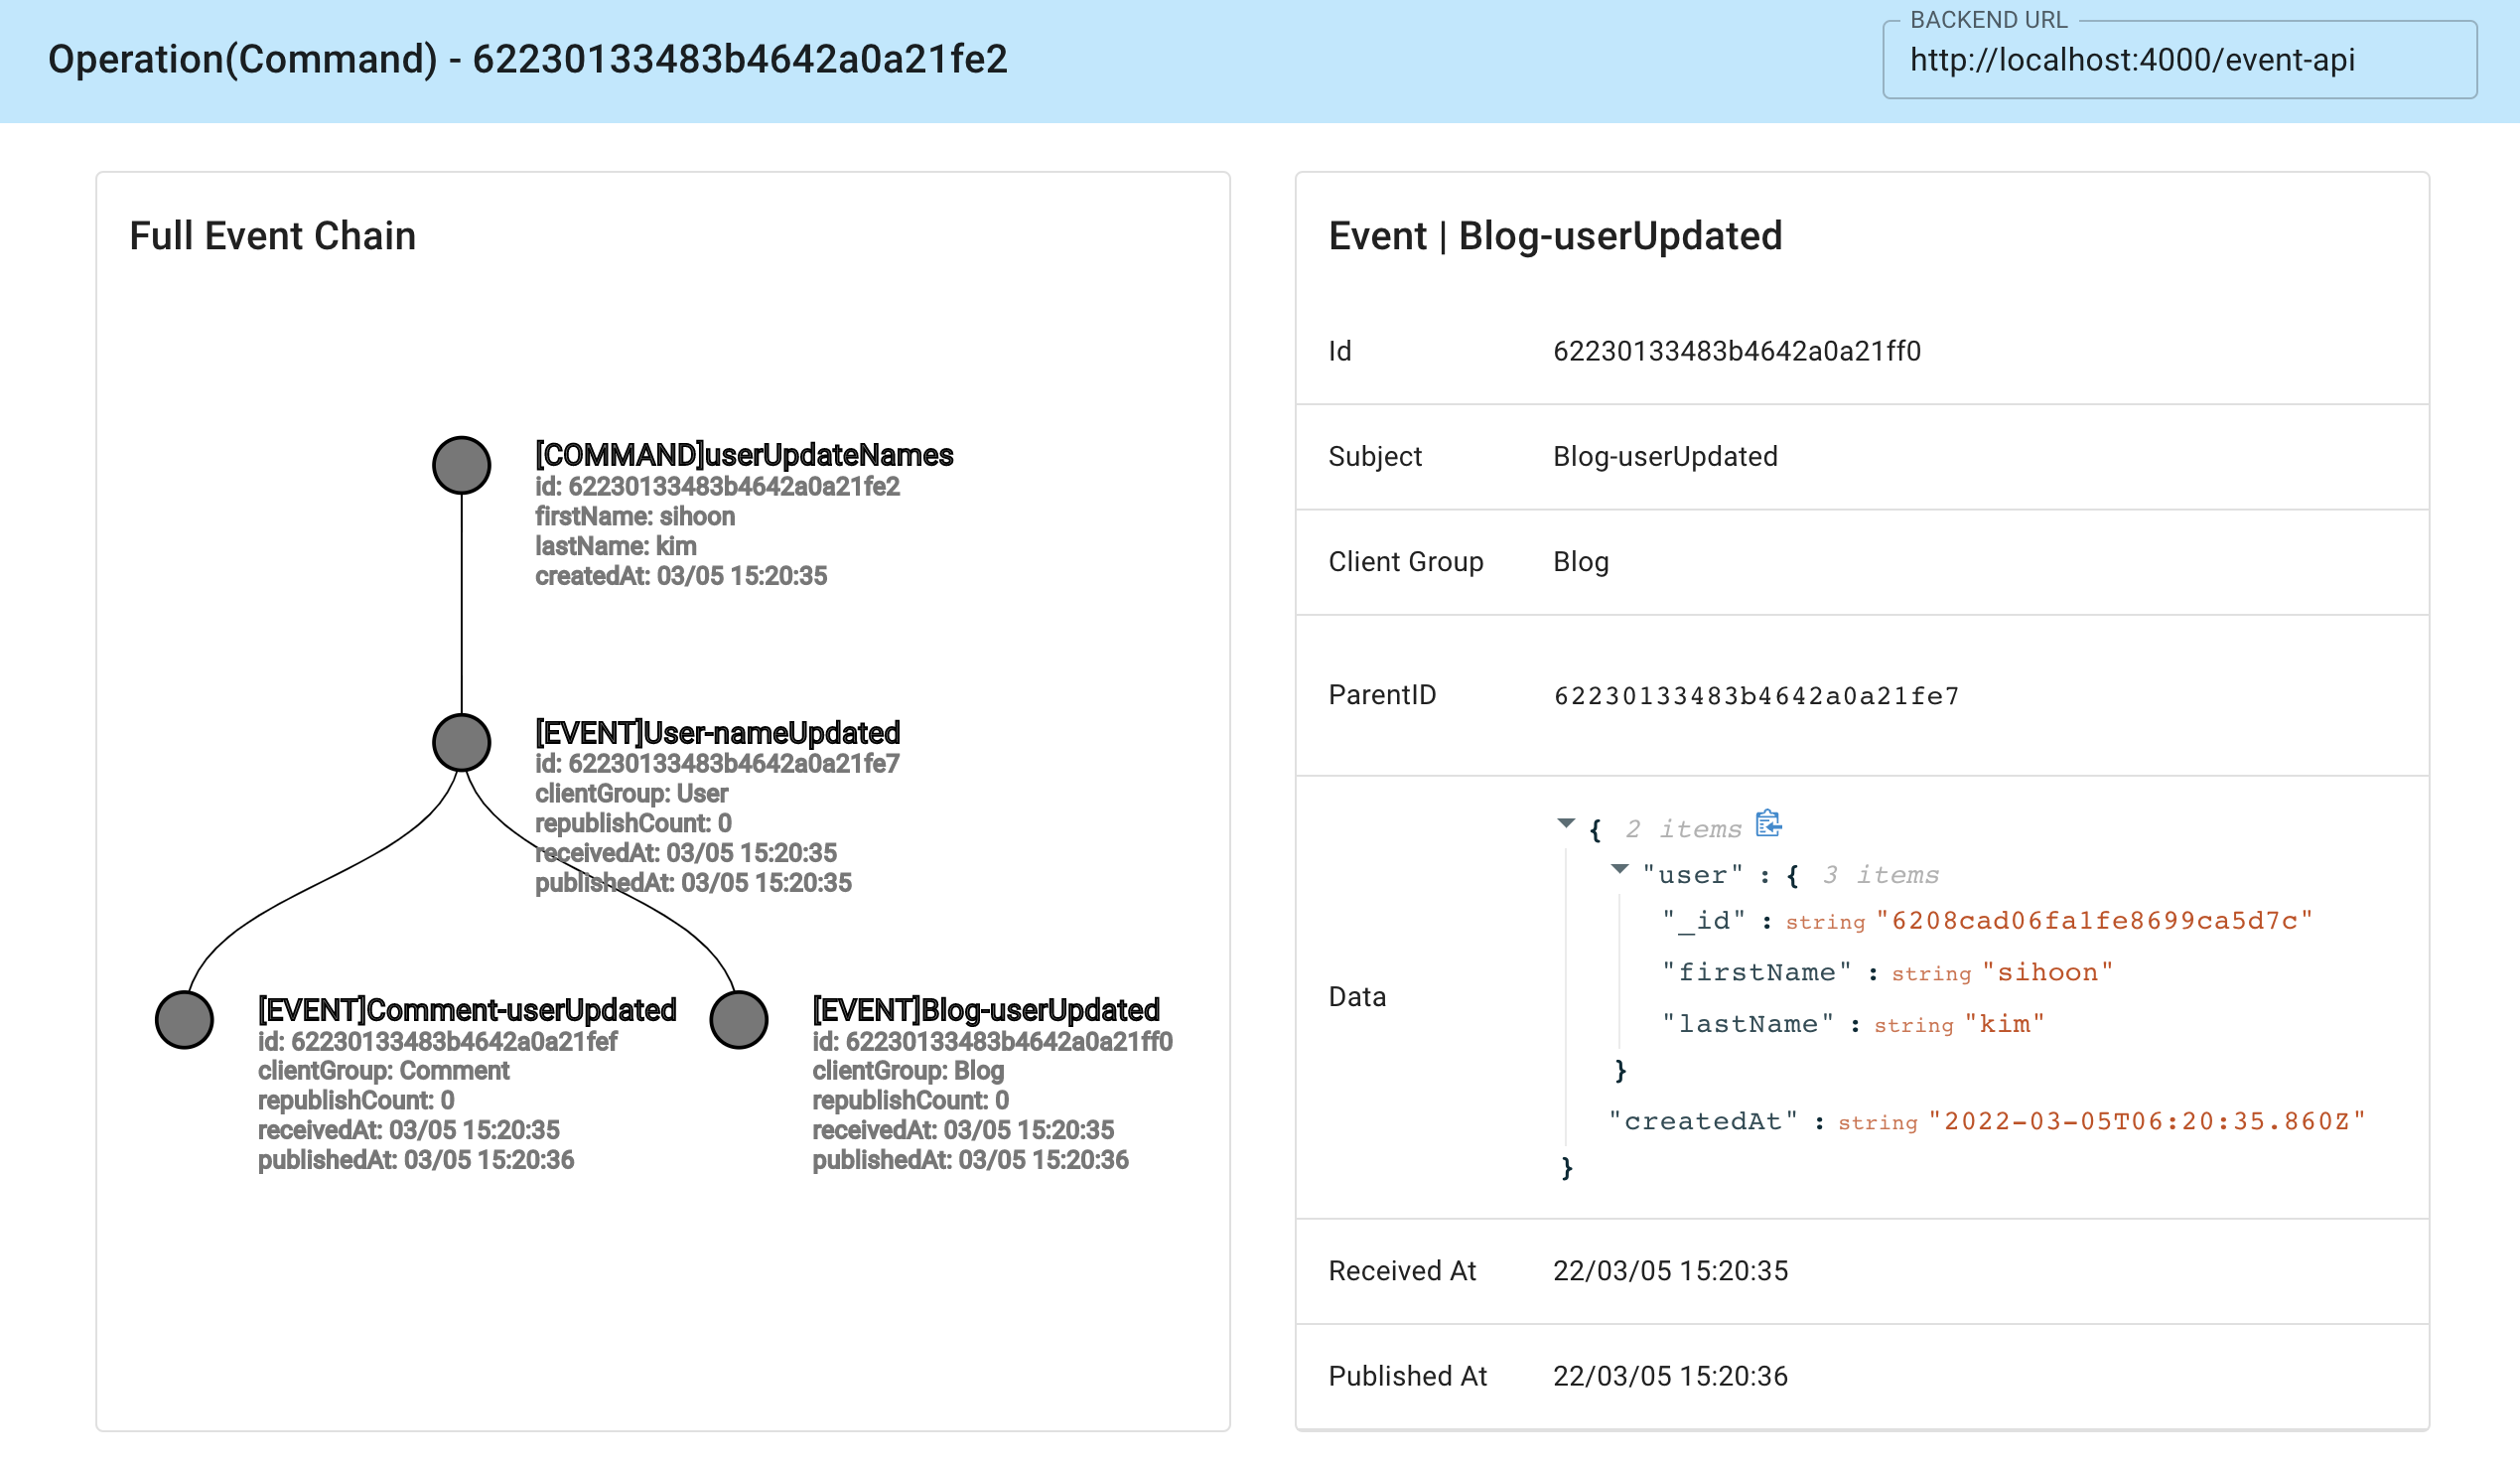 Operation(Command) - 62230133483b4642a0a21fe2
BACKEND URL
http://localhost:4000/event-api
Full Event Chain
[COMMAND]userUpdateNames
id: 62230133483b4642a0a21fe2
firstName: sihoon
lastName: kim
createdAt: 03/05 15:20:35
[EVENT]User-nameUpdated
id: 62230133483b4642a0a21fe7
clientGroup: User
republishCount: 0
receivedAt: 03/05 15:20:35
publishedAt: 03/05 15:20:35
[EVENT]Comment-userUpdated
id: 62230133483b4642a0a21fef
clientGroup: Comment
republishCount: 0
receivedAt: 03/05 15:20:35
publishedAt: 03/05 15:20:36
[EVENT]Blog-userUpdated
id: 62230133483b4642a0a21ff0
clientGroup: Blog
republishCount: 0
receivedAt: 03/05 15:20:35
publishedAt: 03/05 15:20:36
Event | Blog-userUpdated
Id 62230133483b4642a0a21ff0
Subject Blog-userUpdated
Client Group Blog
ParentID 62230133483b4642a0a21fe7
Data
{ 2 items
"user" : { 3 items
"_id" : string "6208cad06fa1fe8699ca5d7c"
"firstName" : string "sihoon"
"lastName" : string "kim"
}
"createdAt" : string "2022-03-05T06:20:35.860Z"
}
Received At 22/03/05 15:20:35
Published At 22/03/05 15:20:36